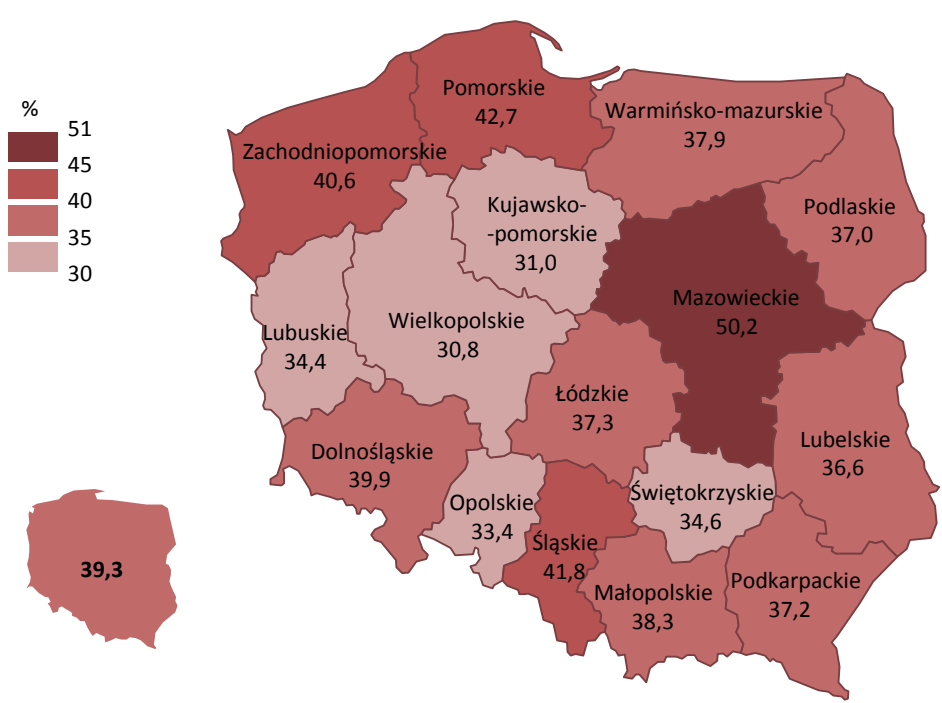 %
51
45
40
35
30
Pomorskie
42,7
Warmińsko-mazurskie
37,9
Zachodniopomorskie
40,6
Podlaskie
37,0
Kujawsko-
-pomorskie
31,0
Mazowieckie
50,2
Lubuskie
34,4
Wielkopolskie
30,8
Łódzkie
37,3
Lubelskie
36,6
Dolnośląskie
39,9
Opolskie
33,4
Świętokrzyskie
34,6
Śląskie
41,8
Małopolskie
38,3
Podkarpackie
37,2
39,3